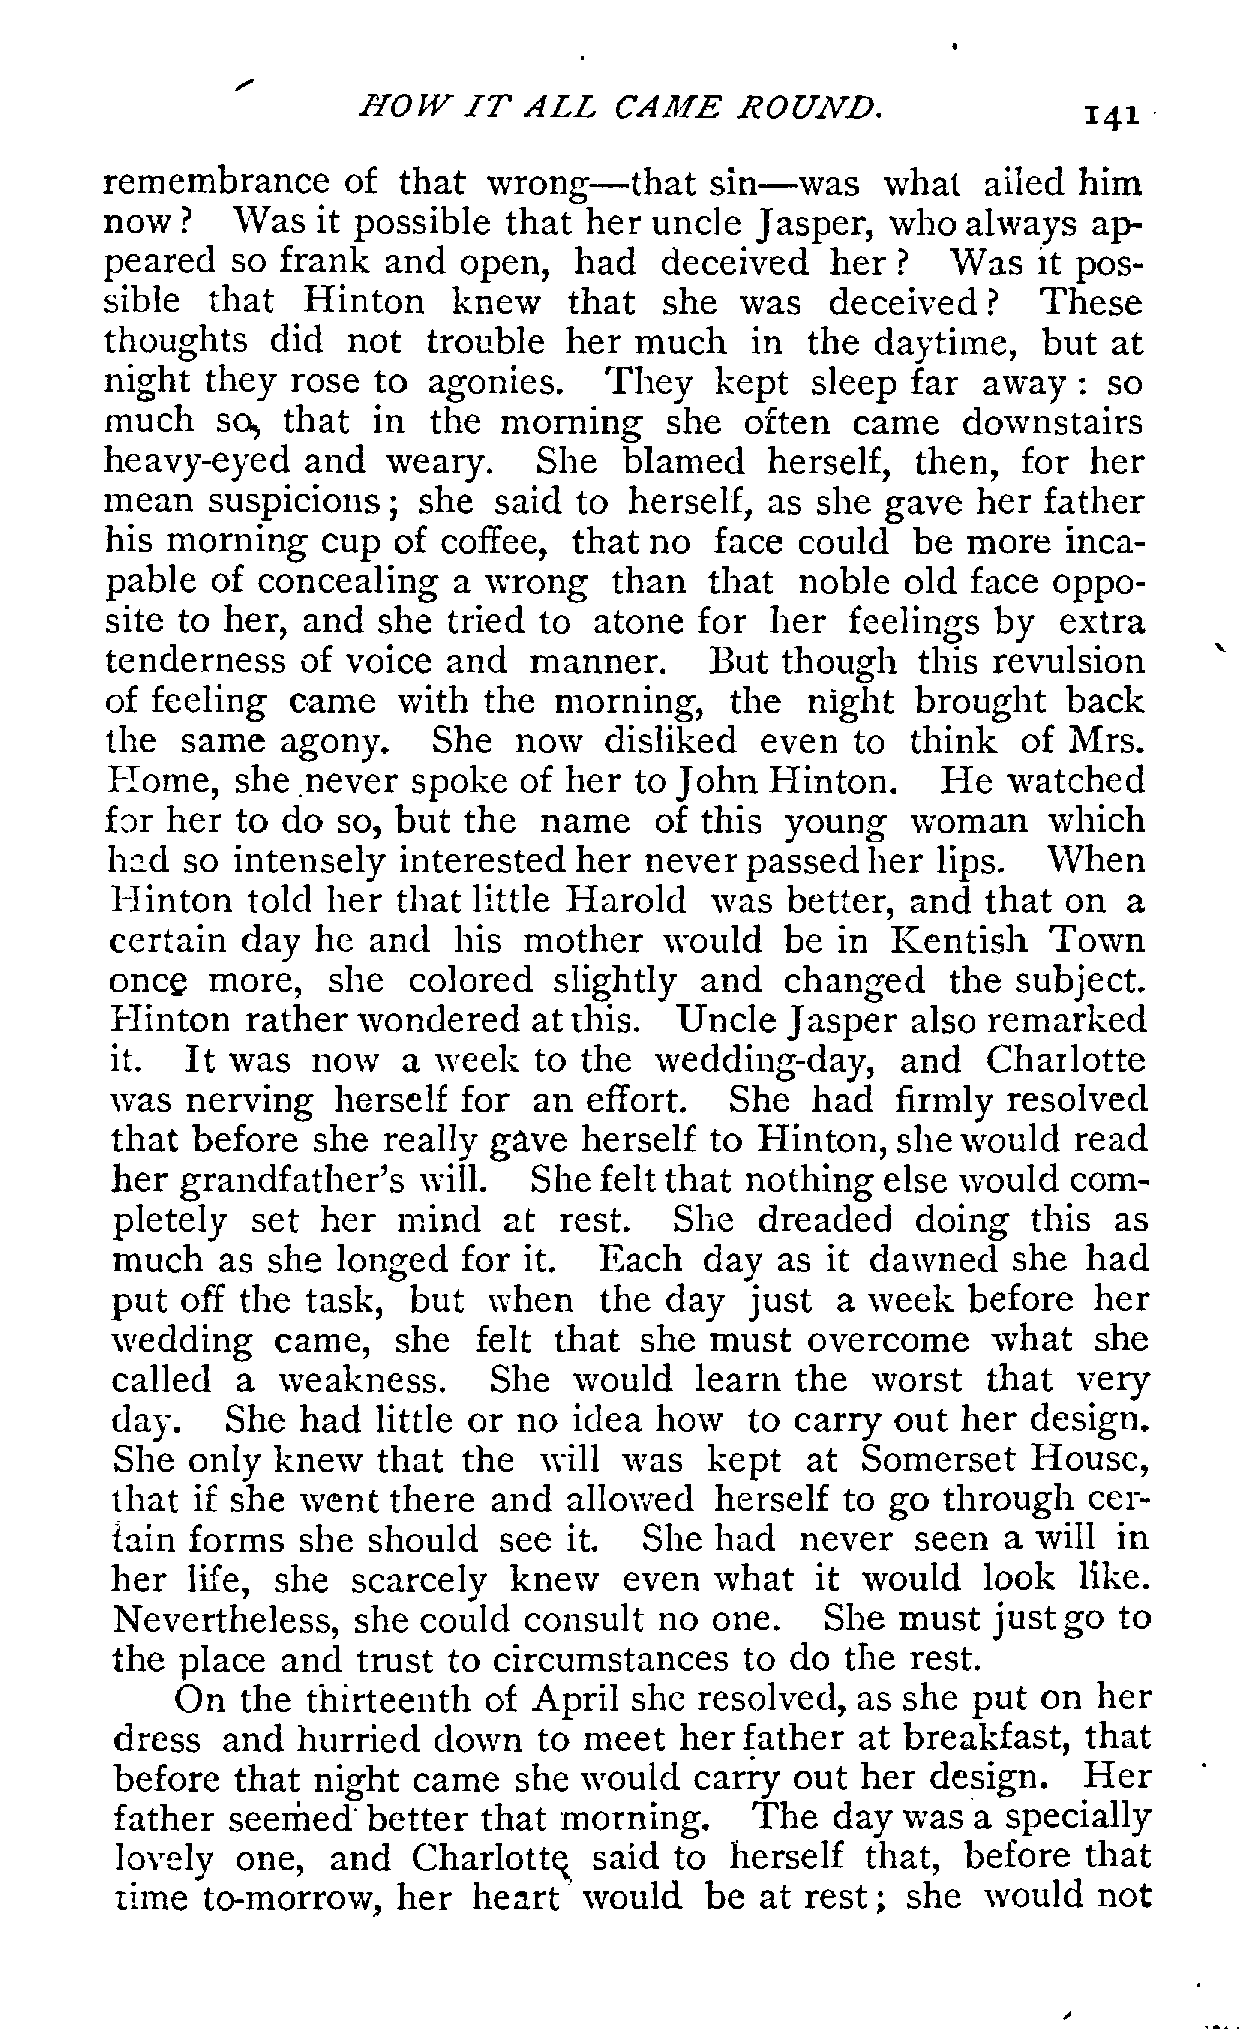 HOW IT ALL CAME ROUND. 141
remembrance of that wrong—that sin—was what ailed him
now? Was it possible that her uncle Jasper, who always ap-
peared so frank and open, had deceived her? Was it pos-
sible that Hinton knew that she was deceived? These
thoughts did not trouble her much in the daytime, but at
night they rose to agonies. They kept sleep far away: so
much so, that in the morning she often came downstairs
heavy-eyed and weary. She blamed herself, then, for her
mean suspicions; she said to herself, as she gave her father
his morning cup of coffee, that no face could be more inca-
pable of concealing a wrong than that noble old face oppo-
site to her, and she tried to atone for her feelings by extra
tenderness of voice and manner. But though this revulsion
of feeling came with the morning, the night brought back
the same agony. She now disliked even to think of Mrs.
Home, she never spoke of her to John Hinton. He watched
for her to do so, but the name of this young woman which
had so intensely interested her never passed her lips. When
Hinton told her that little Harold was better, and that on a
certain day he and his mother would be in Kentish Town
once more, she colored slightly and changed the subject.
Hinton rather wondered at this. Uncle Jasper also remarked
it. It was now a week to the wedding-day, and Charlotte
was nerving herself for an effort. She had firmly resolved
that before she really gave herself to Hinton, she would read
her grandfather's will. She felt that nothing else would com-
pletely set her mind at rest. She dreaded doing this as
much as she longed for it. Each day as it dawned she had
put off the task, but when the day just a week before her
wedding came, she felt that she must overcome what she
called a weakness. She would learn the worst that very
day. She had little or no idea how to carry out her design.
She only knew that the will was kept at Somerset House,
that if she went there and allowed herself to go through cer-
tain forms she should see it. She had never seen a will in
her life, she scarcely knew even what it would look like.
Nevertheless, she could consult no one. She must just go to
the place and trust to circumstances to do the rest.
On the thirteenth of April she resolved, as she put on her
dress and hurried down to meet her father at breakfast, that
before that night came she would carry out her design. Her
father seemed better that morning. The day was a specially
lovely one, and Charlotte said to herself that, before that
time to-morrow, her heart would be at rest; she would not